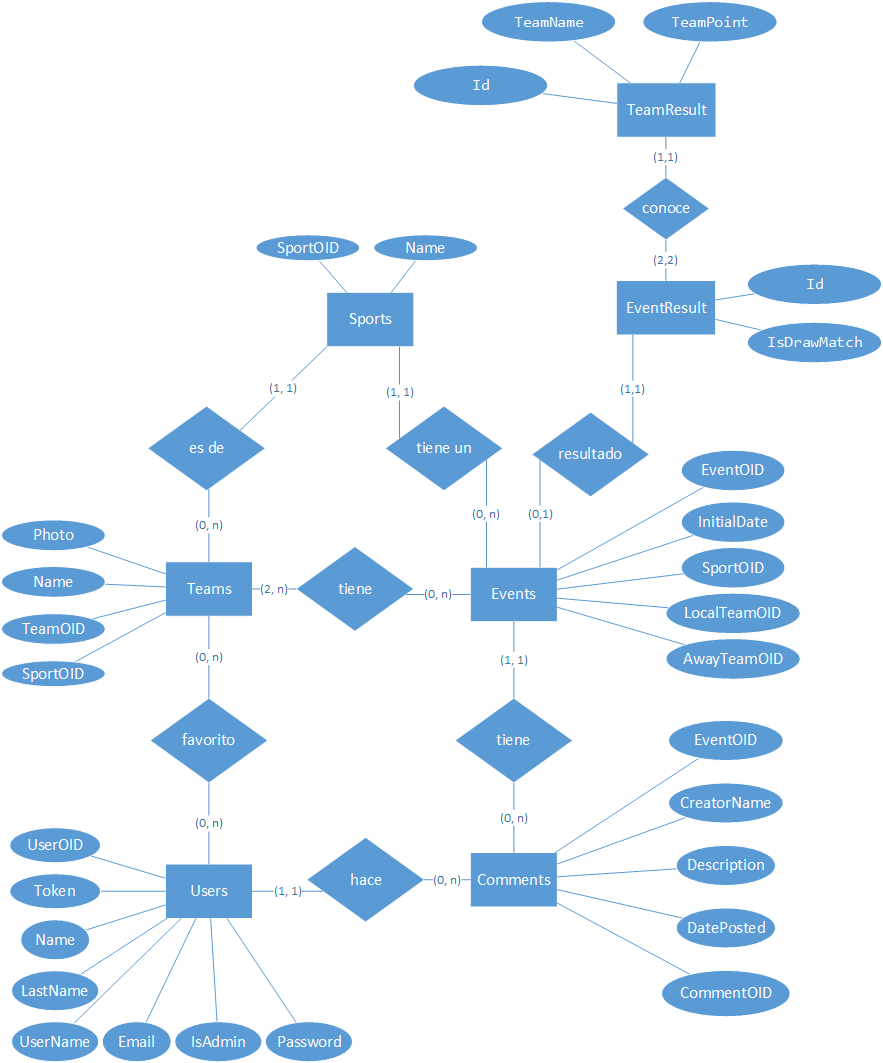 TeamName
TeamPoint
Id
TeamResult
(1,1)
conoce
(2,2)
SportOID
Name
Id
EventResult
IsDrawMatch
Sports
(1, 1)
(1, 1)
(1,1)
es de
tiene un
resultado
EventOID
(0, n)
(0, n)
(0,1)
InitialDate
Photo
SportOID
Name
Teams
(2, n)
tiene
(0, n)
Events
LocalTeamOID
TeamOID
AwayTeamOID
SportOID
(0, n)
(1, 1)
favorito
tiene
EventOID
CreatorName
(0, n)
(0, n)
UserOID
Description
Token
Users
(1, 1)
hace
(0, n)
Comments
DatePosted
Name
LastName
CommentOID
UserName
Email
IsAdmin
Password